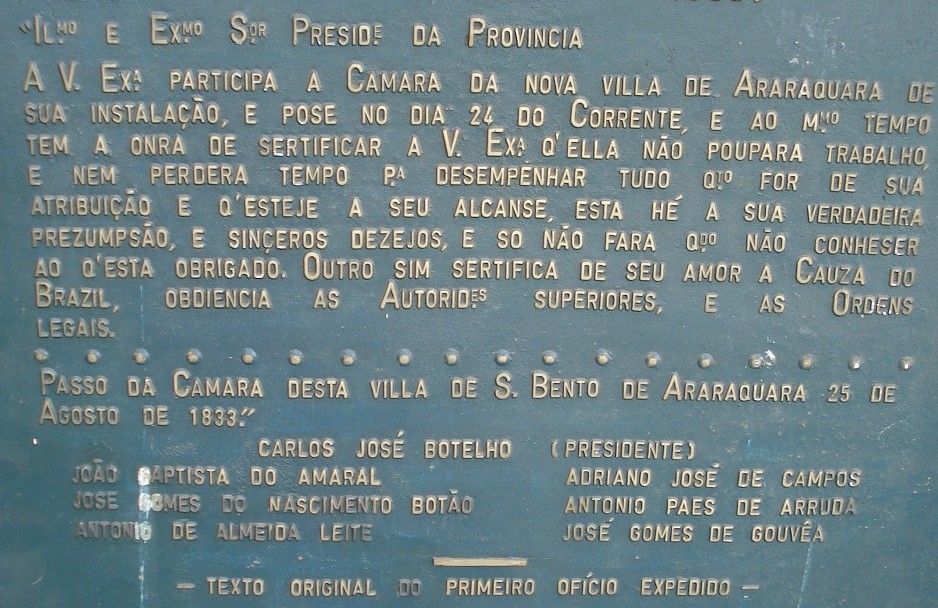 "ILMO E EXMO SOR PRESIDE DA PROVINCIA
A V. EXA PARTICIPA A CAMARA DA NOVA VILLA DE ARARAQUARA DE
SUA INSTALAÇÃO, E POSE NO DIA 24 DO CORRENTE, E AO M.MO TEMPO
TEM A ONRA DE SERTIFICAR A V. EXA Q'ELLA NÃO POUPARA TRABALHO,
E NEM PERDERA TEMPO P.A DESEMPENHAR TUDO Q.TO FOR DE SUA
ATRIBUIÇÃO E Q'ESTEJE A SEU ALCANSE, ESTA HÉ A SUA VERDADEIRA
PREZUMPSÃO, E SINÇEROS DEZEJOS, E SO NÃO FARA Q.DO NÃO CONHESER
AO Q'ESTA OBRIGADO. OUTRO SIM SERTIFICA DE SEU AMOR A CAUZA DO
BRAZIL, OBDIENCIA AS AUTORIDES SUPERIORES, E AS ORDENS
LEGAIS.
PASSO DA CAMARA DESTA VILLA DE S. BENTO DE ARARAQUARA 25 DE
AGOSTO DE 1833."
CARLOS JOSÉ BOTELHO (PRESIDENTE)
JOÃO BAPTISTA DO AMARAL ADRIANO JOSÉ DE CAMPOS
JOSE GOMES DO NASCIMENTO BOTÃO ANTONIO PAES DE ARRUDA
ANTONIO DE ALMEIDA LEITE JOSÉ GOMES DE GOUVÊA
— TEXTO ORIGINAL DO PRIMEIRO OFÍCIO EXPEDIDO —